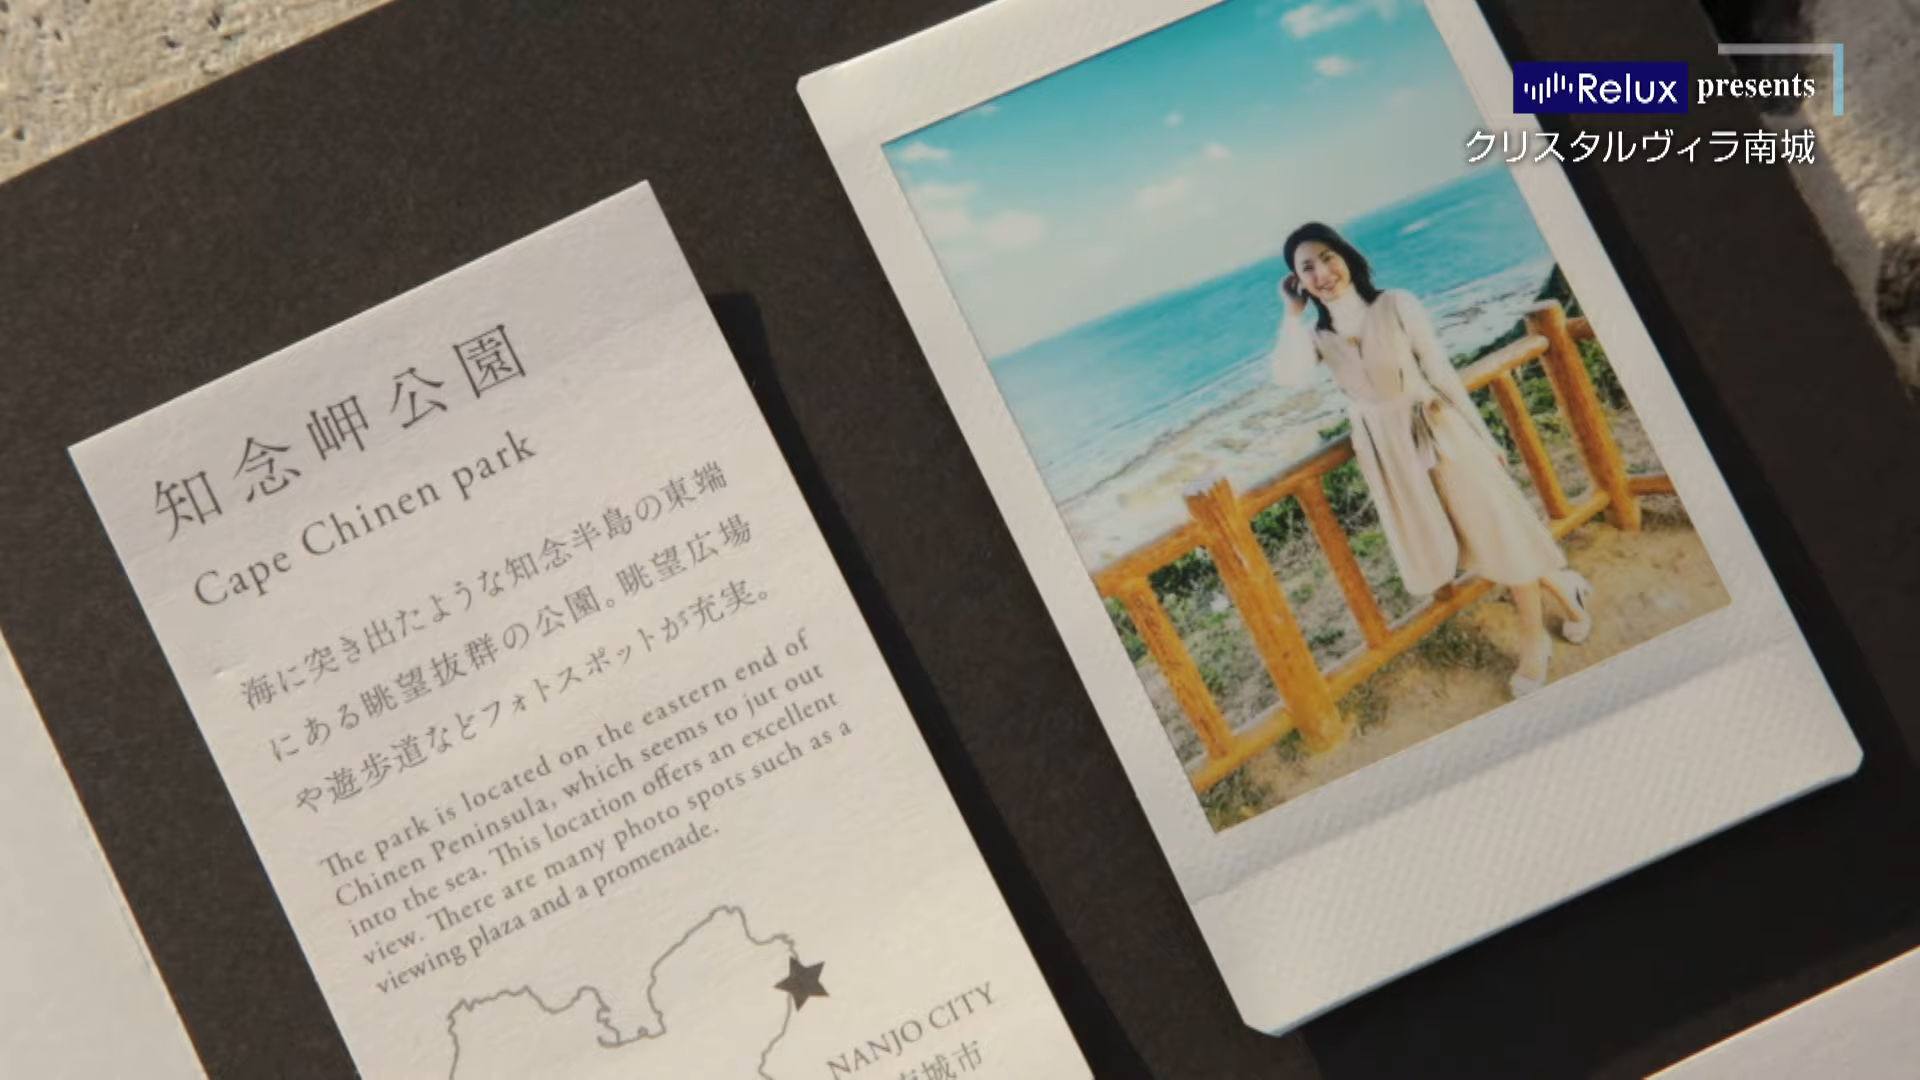 Relux presents
クリスタルヴィラ南城
知念岬公園
Cape Chinen park
海に突き出たような知念半島の東端
にある眺望抜群の公園。眺望広場
や遊歩道などフォトスポットが充実。
The park is located on the eastern end of
Chinen Peninsula, which seems to jut out
into the sea. This location offers an excellent
view. There are many photo spots such as a
viewing plaza and a promenade.
NANJO CITY
南城市